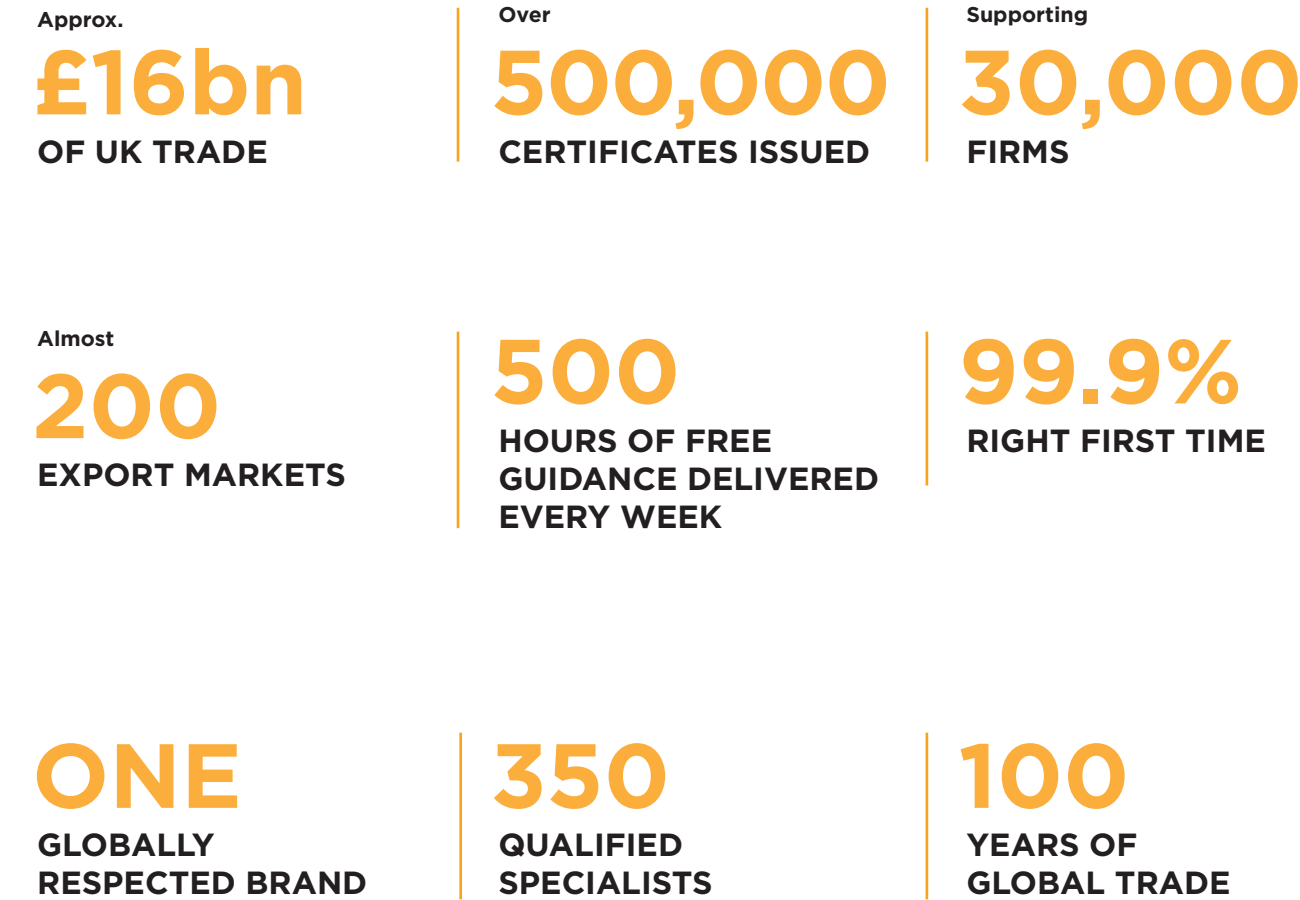 Approx.
£16bn
OF UK TRADE
Over
500,000
CERTIFICATES ISSUED
Supporting
30,000
FIRMS
Almost
200
EXPORT MARKETS
500
HOURS OF FREE
GUIDANCE DELIVERED
EVERY WEEK
99.9%
RIGHT FIRST TIME
ONE
GLOBALLY
RESPECTED BRAND
350
QUALIFIED
SPECIALISTS
100
YEARS OF
GLOBAL TRADE